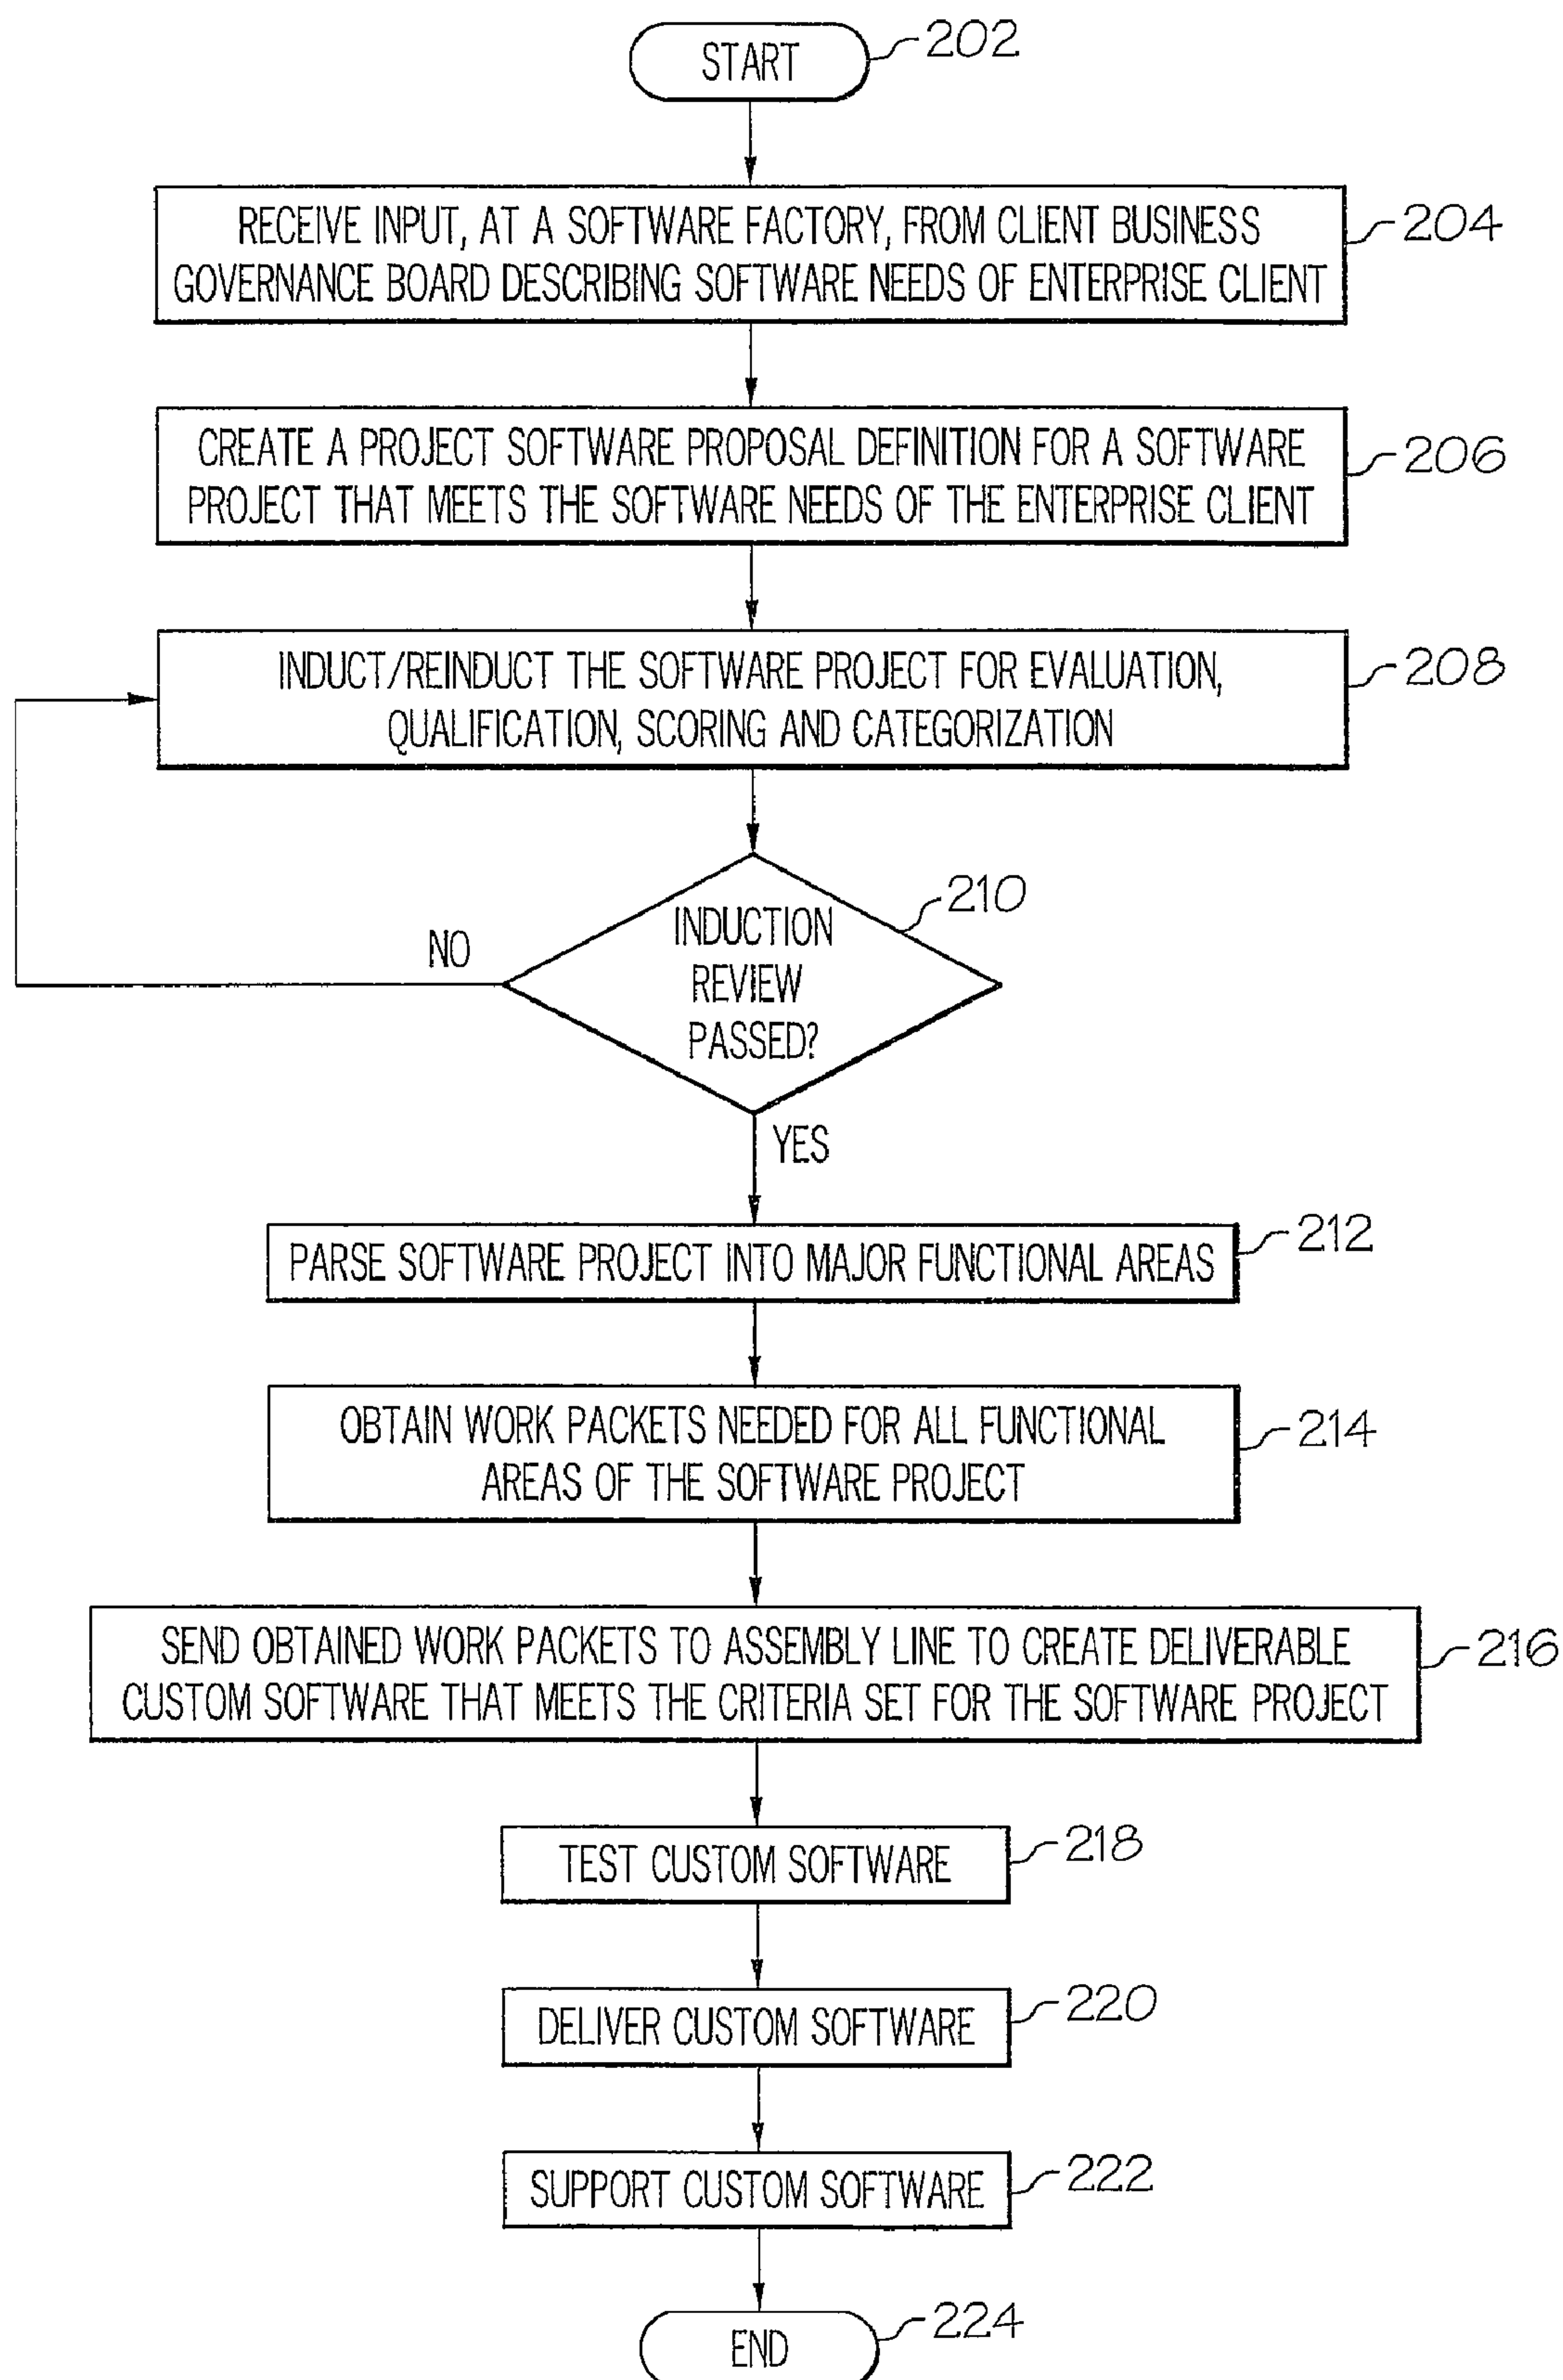 START
202
RECEIVE INPUT, AT A SOFTWARE FACTORY, FROM CLIENT BUSINESS
GOVERNANCE BOARD DESCRIBING SOFTWARE NEEDS OF ENTERPRISE CLIENT
204
CREATE A PROJECT SOFTWARE PROPOSAL DEFINITION FOR A SOFTWARE
PROJECT THAT MEETS THE SOFTWARE NEEDS OF THE ENTERPRISE CLIENT
206
INDUCT/REINDUCT THE SOFTWARE PROJECT FOR EVALUATION,
QUALIFICATION, SCORING AND CATEGORIZATION
208
INDUCTION
REVIEW
PASSED?
210
NO
YES
PARSE SOFTWARE PROJECT INTO MAJOR FUNCTIONAL AREAS
212
OBTAIN WORK PACKETS NEEDED FOR ALL FUNCTIONAL
AREAS OF THE SOFTWARE PROJECT
214
SEND OBTAINED WORK PACKETS TO ASSEMBLY LINE TO CREATE DELIVERABLE
CUSTOM SOFTWARE THAT MEETS THE CRITERIA SET FOR THE SOFTWARE PROJECT
216
TEST CUSTOM SOFTWARE
218
DELIVER CUSTOM SOFTWARE
220
SUPPORT CUSTOM SOFTWARE
222
END
224